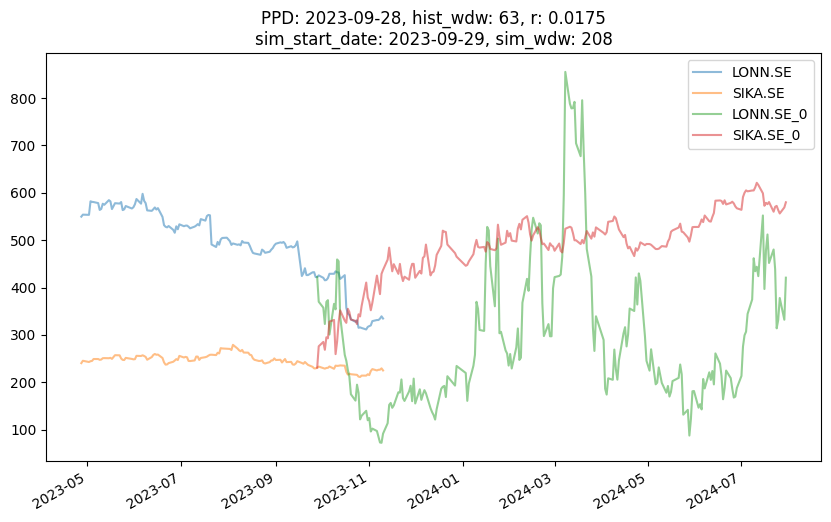 PPD: 2023-09-28, hist_wdw: 63, r: 0.0175
sim_start_date: 2023-09-29, sim_wdw: 208
LONN.SE
SIKA.SE
LONN.SE_0
SIKA.SE_0
800
700
600
500
400
300
200
100
2023-05
2023-07
2023-09
2023-11
2024-01
2024-03
2024-05
2024-07